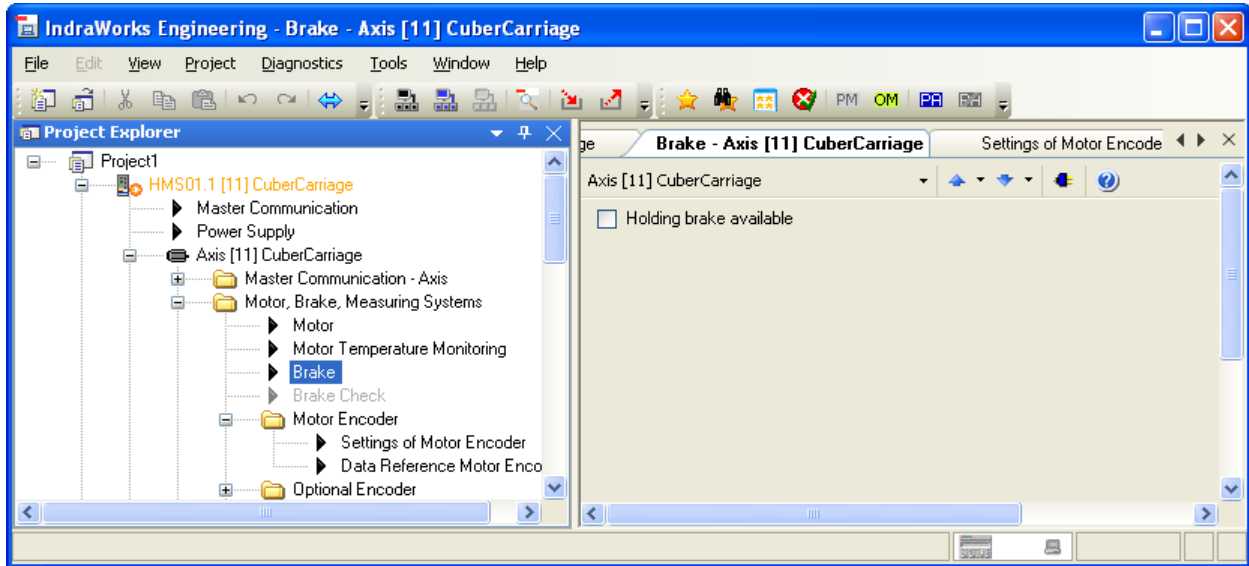 IndraWorks Engineering - Brake - Axis [11] CuberCarriage
File Edit View Project Diagnostics Tools Window Help
PM OM PA
Project Explorer
Project1
HMS01.1 [11] CuberCarriage
Master Communication
Power Supply
Axis [11] CuberCarriage
Master Communication - Axis
Motor, Brake, Measuring Systems
Motor
Motor Temperature Monitoring
Brake
Brake Check
Motor Encoder
Settings of Motor Encoder
Data Reference Motor Enco
Optional Encoder
ge Brake - Axis [11] CuberCarriage Settings of Motor Encode
Axis [11] CuberCarriage
Holding brake available